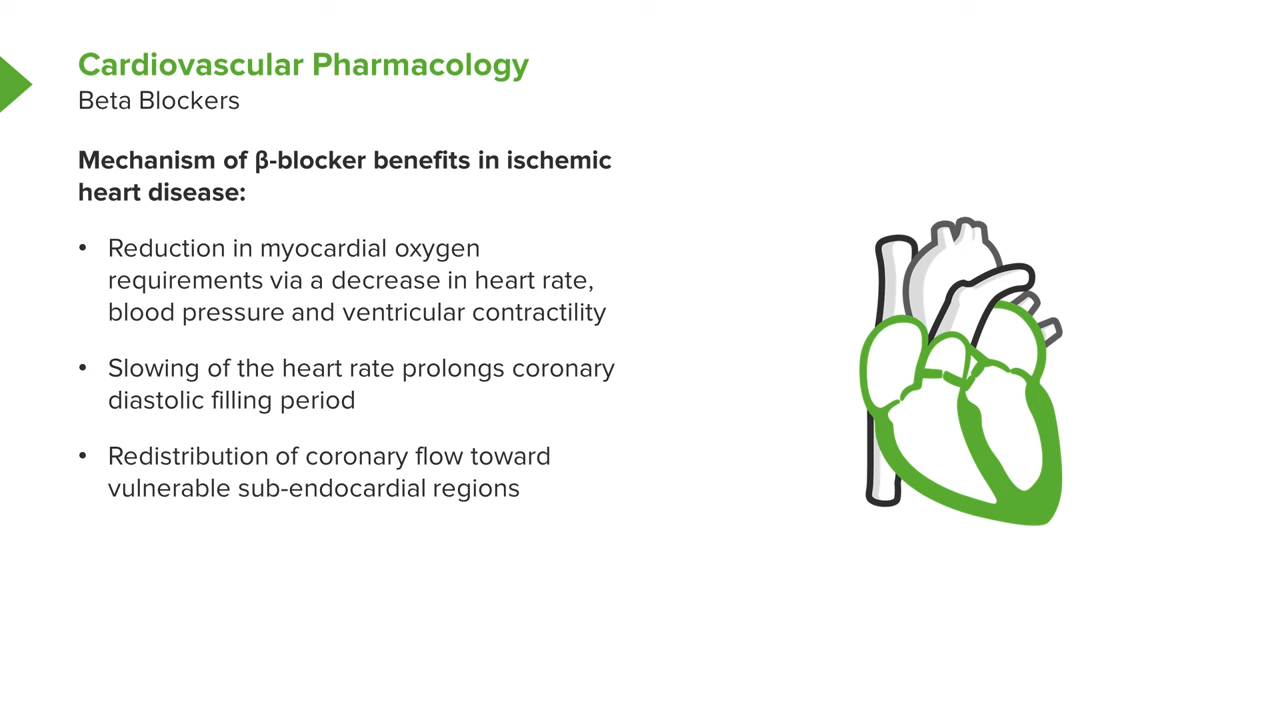 Cardiovascular Pharmacology
Beta Blockers
Mechanism of β-blocker benefits in ischemic
heart disease:
• Reduction in myocardial oxygen
requirements via a decrease in heart rate,
blood pressure and ventricular contractility
• Slowing of the heart rate prolongs coronary
diastolic filling period
• Redistribution of coronary flow toward
vulnerable sub-endocardial regions